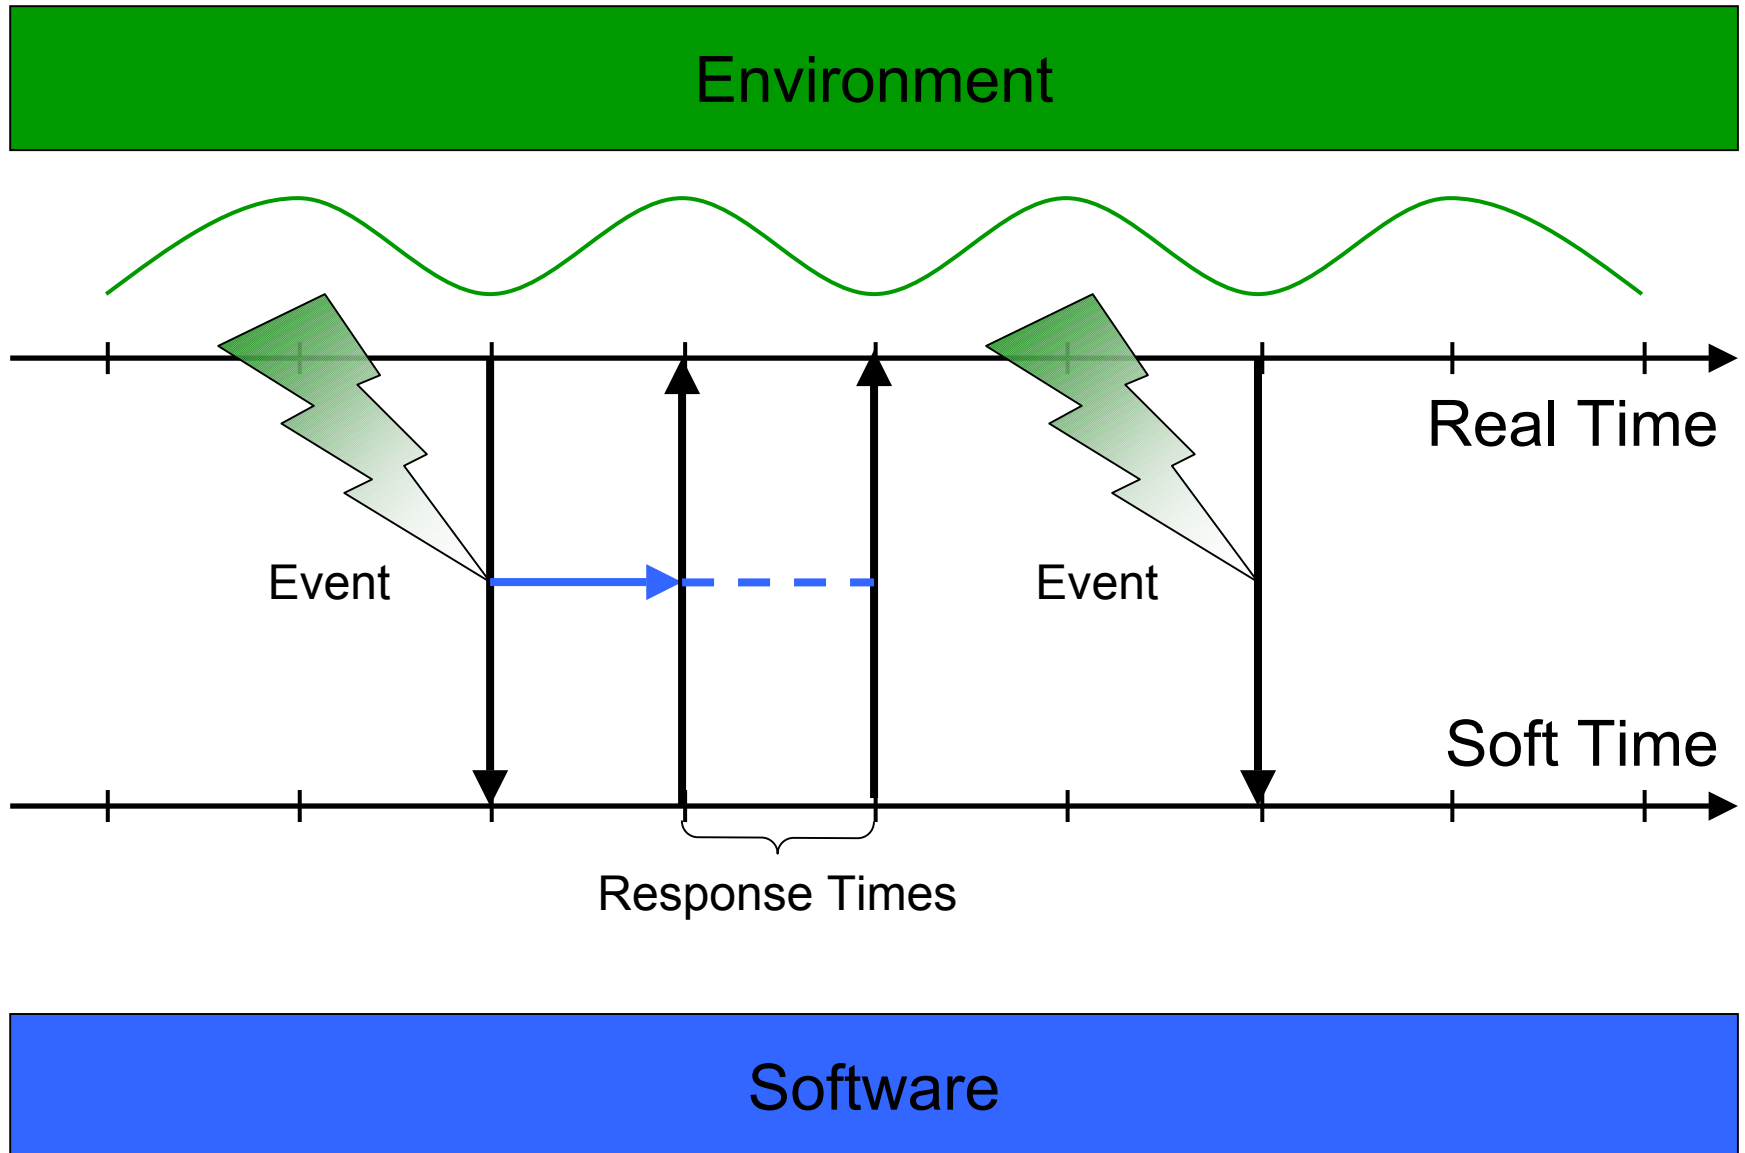 Environment
Real Time
Event
Event
Soft Time
Response Times
Software